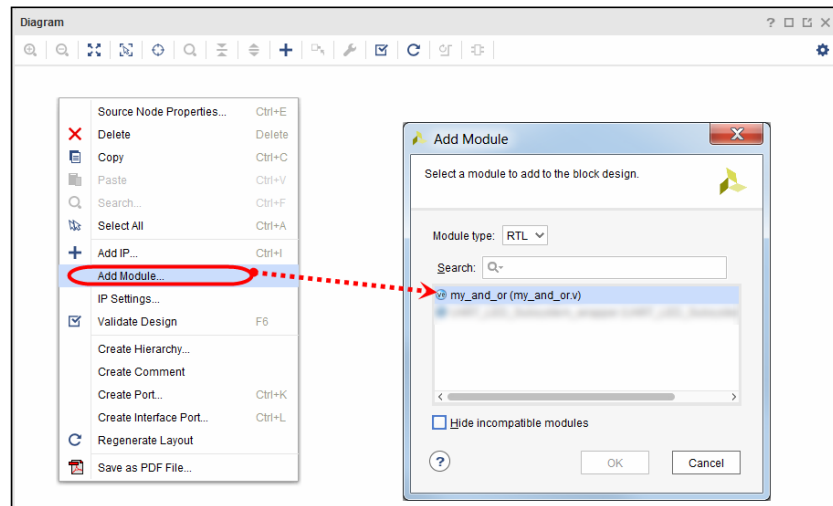 Diagram
Source Node Properties... Ctrl+E
Delete Delete
Copy Ctrl+C
Paste Ctrl+V
Search... Ctrl+F
Select All Ctrl+A
Add IP... Ctrl+I
Add Module...
IP Settings...
Validate Design F6
Create Hierarchy...
Create Comment
Create Port... Ctrl+K
Create Interface Port... Ctrl+L
Regenerate Layout
Save as PDF File...
Add Module
Select a module to add to the block design.
Module type: RTL
Search:
my_and_or (my_and_or.v)
Hide incompatible modules
OK Cancel